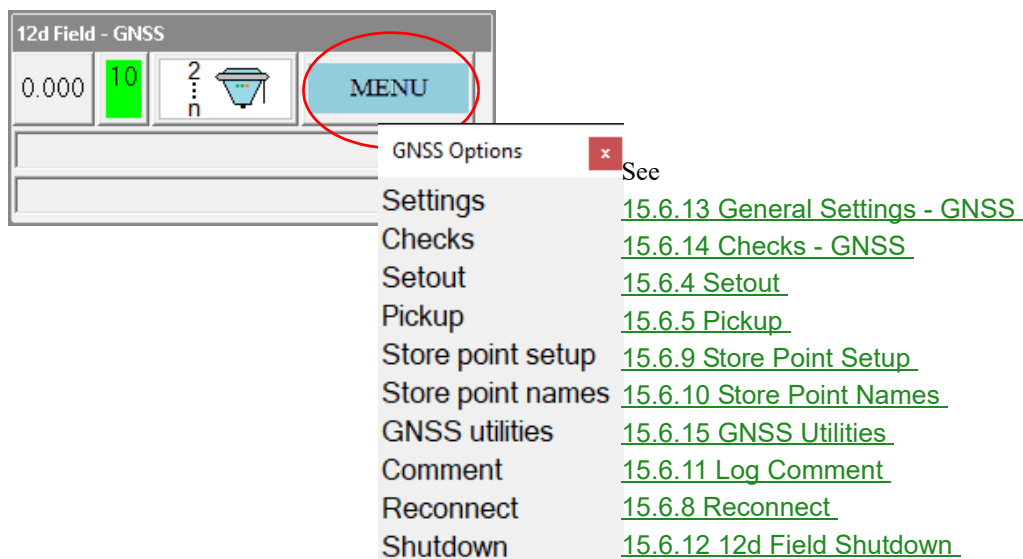 12d Field - GNSS
0.000 10 2 n MENU
GNSS Options x
See
Settings 15.6.13 General Settings - GNSS
Checks 15.6.14 Checks - GNSS
Setout 15.6.4 Setout
Pickup 15.6.5 Pickup
Store point setup 15.6.9 Store Point Setup
Store point names 15.6.10 Store Point Names
GNSS utilities 15.6.15 GNSS Utilities
Comment 15.6.11 Log Comment
Reconnect 15.6.8 Reconnect
Shutdown 15.6.12 12d Field Shutdown